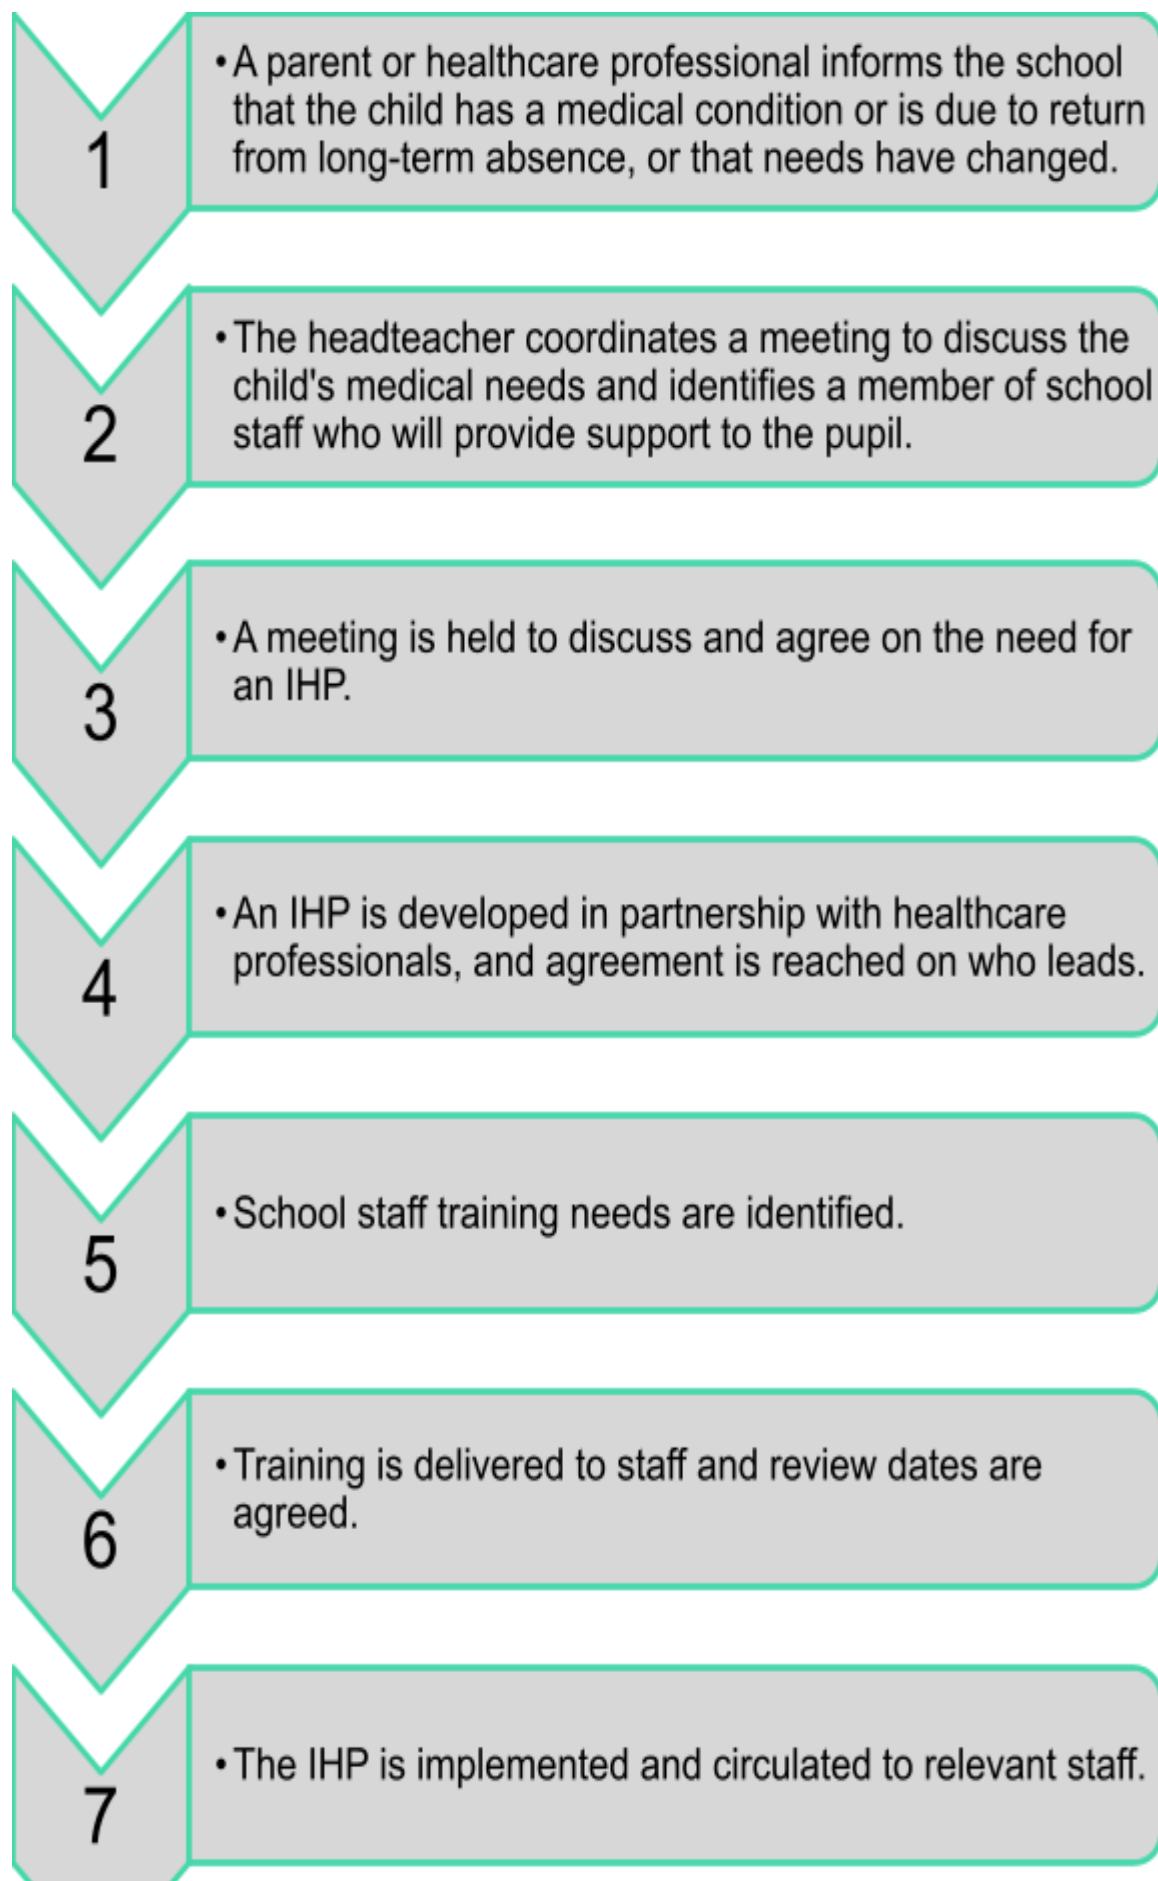 1
• A parent or healthcare professional informs the school
that the child has a medical condition or is due to return
from long-term absence, or that needs have changed.
2
• The headteacher coordinates a meeting to discuss the
child's medical needs and identifies a member of school
staff who will provide support to the pupil.
3
• A meeting is held to discuss and agree on the need for
an IHP.
4
• An IHP is developed in partnership with healthcare
professionals, and agreement is reached on who leads.
5
• School staff training needs are identified.
6
• Training is delivered to staff and review dates are
agreed.
7
• The IHP is implemented and circulated to relevant staff.